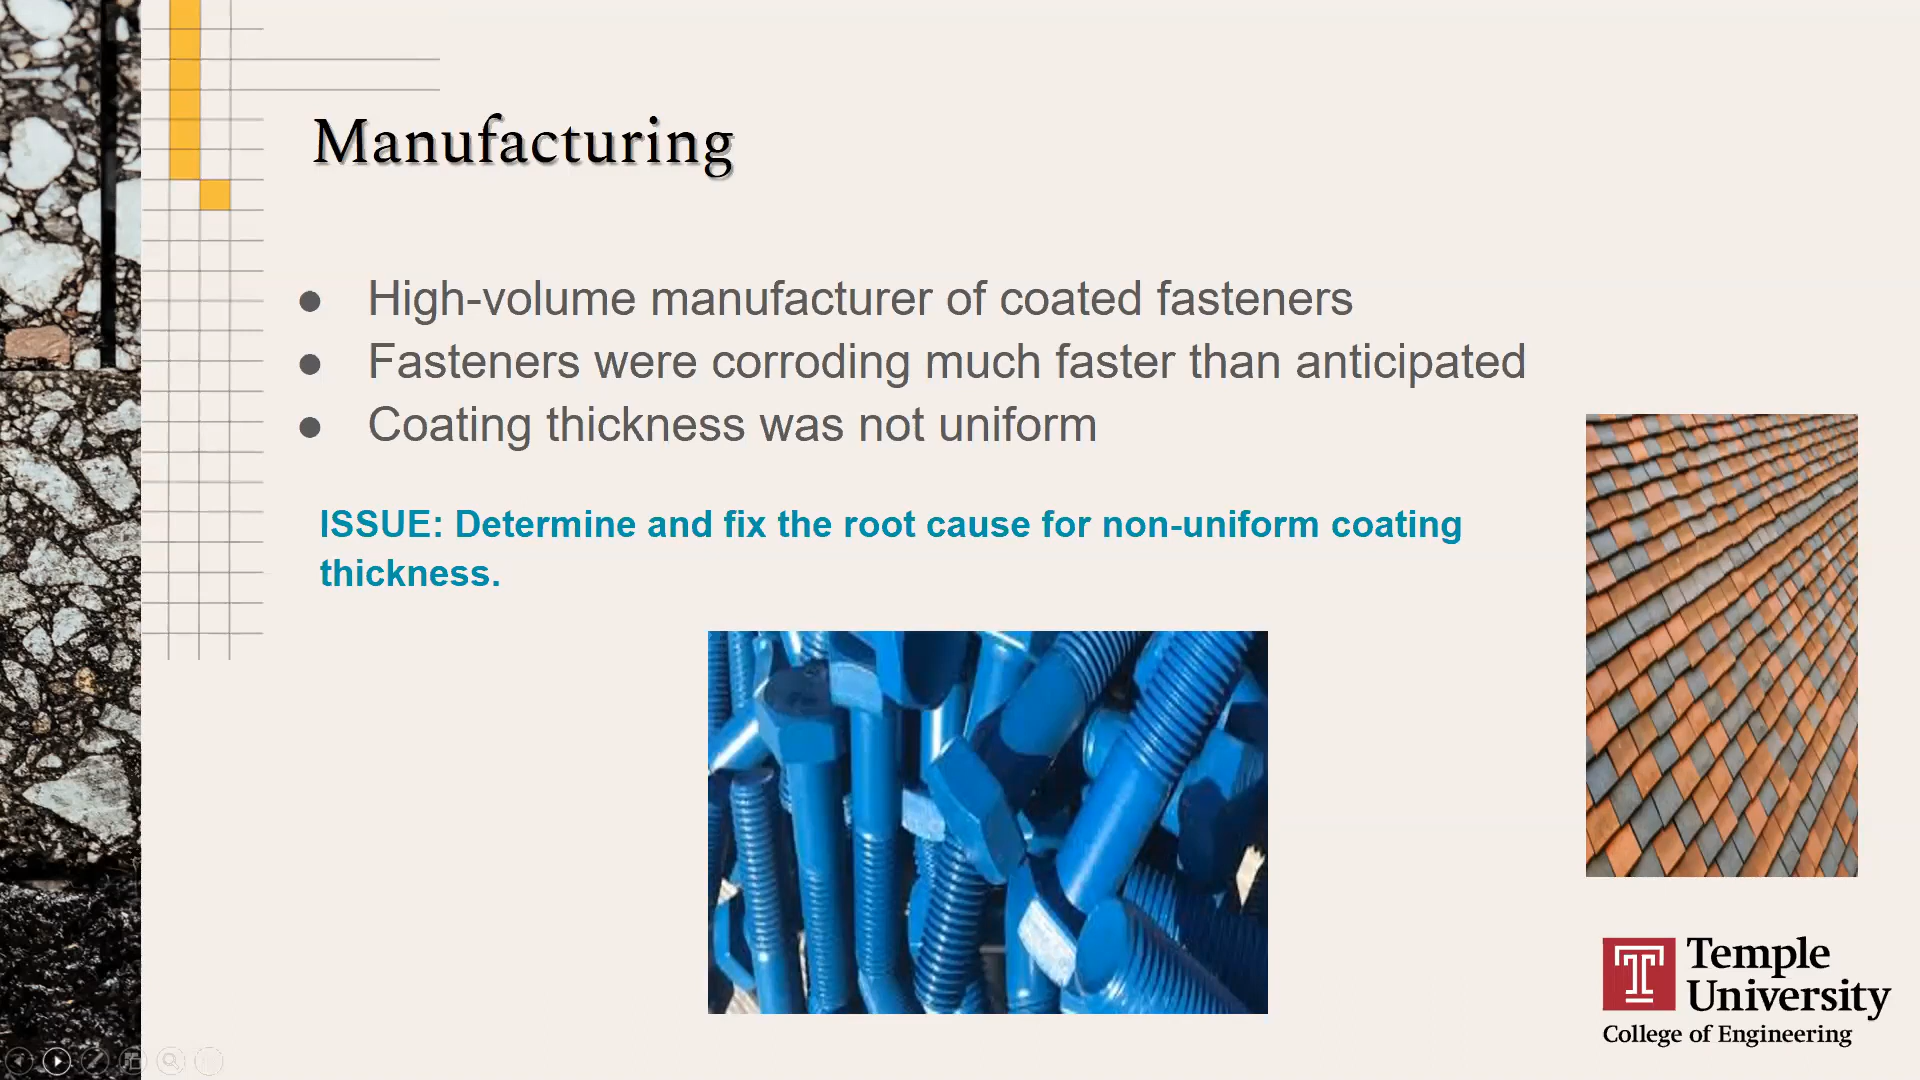 Manufacturing
● High-volume manufacturer of coated fasteners
● Fasteners were corroding much faster than anticipated
● Coating thickness was not uniform
ISSUE: Determine and fix the root cause for non-uniform coating
thickness.
T Temple
University
College of Engineering